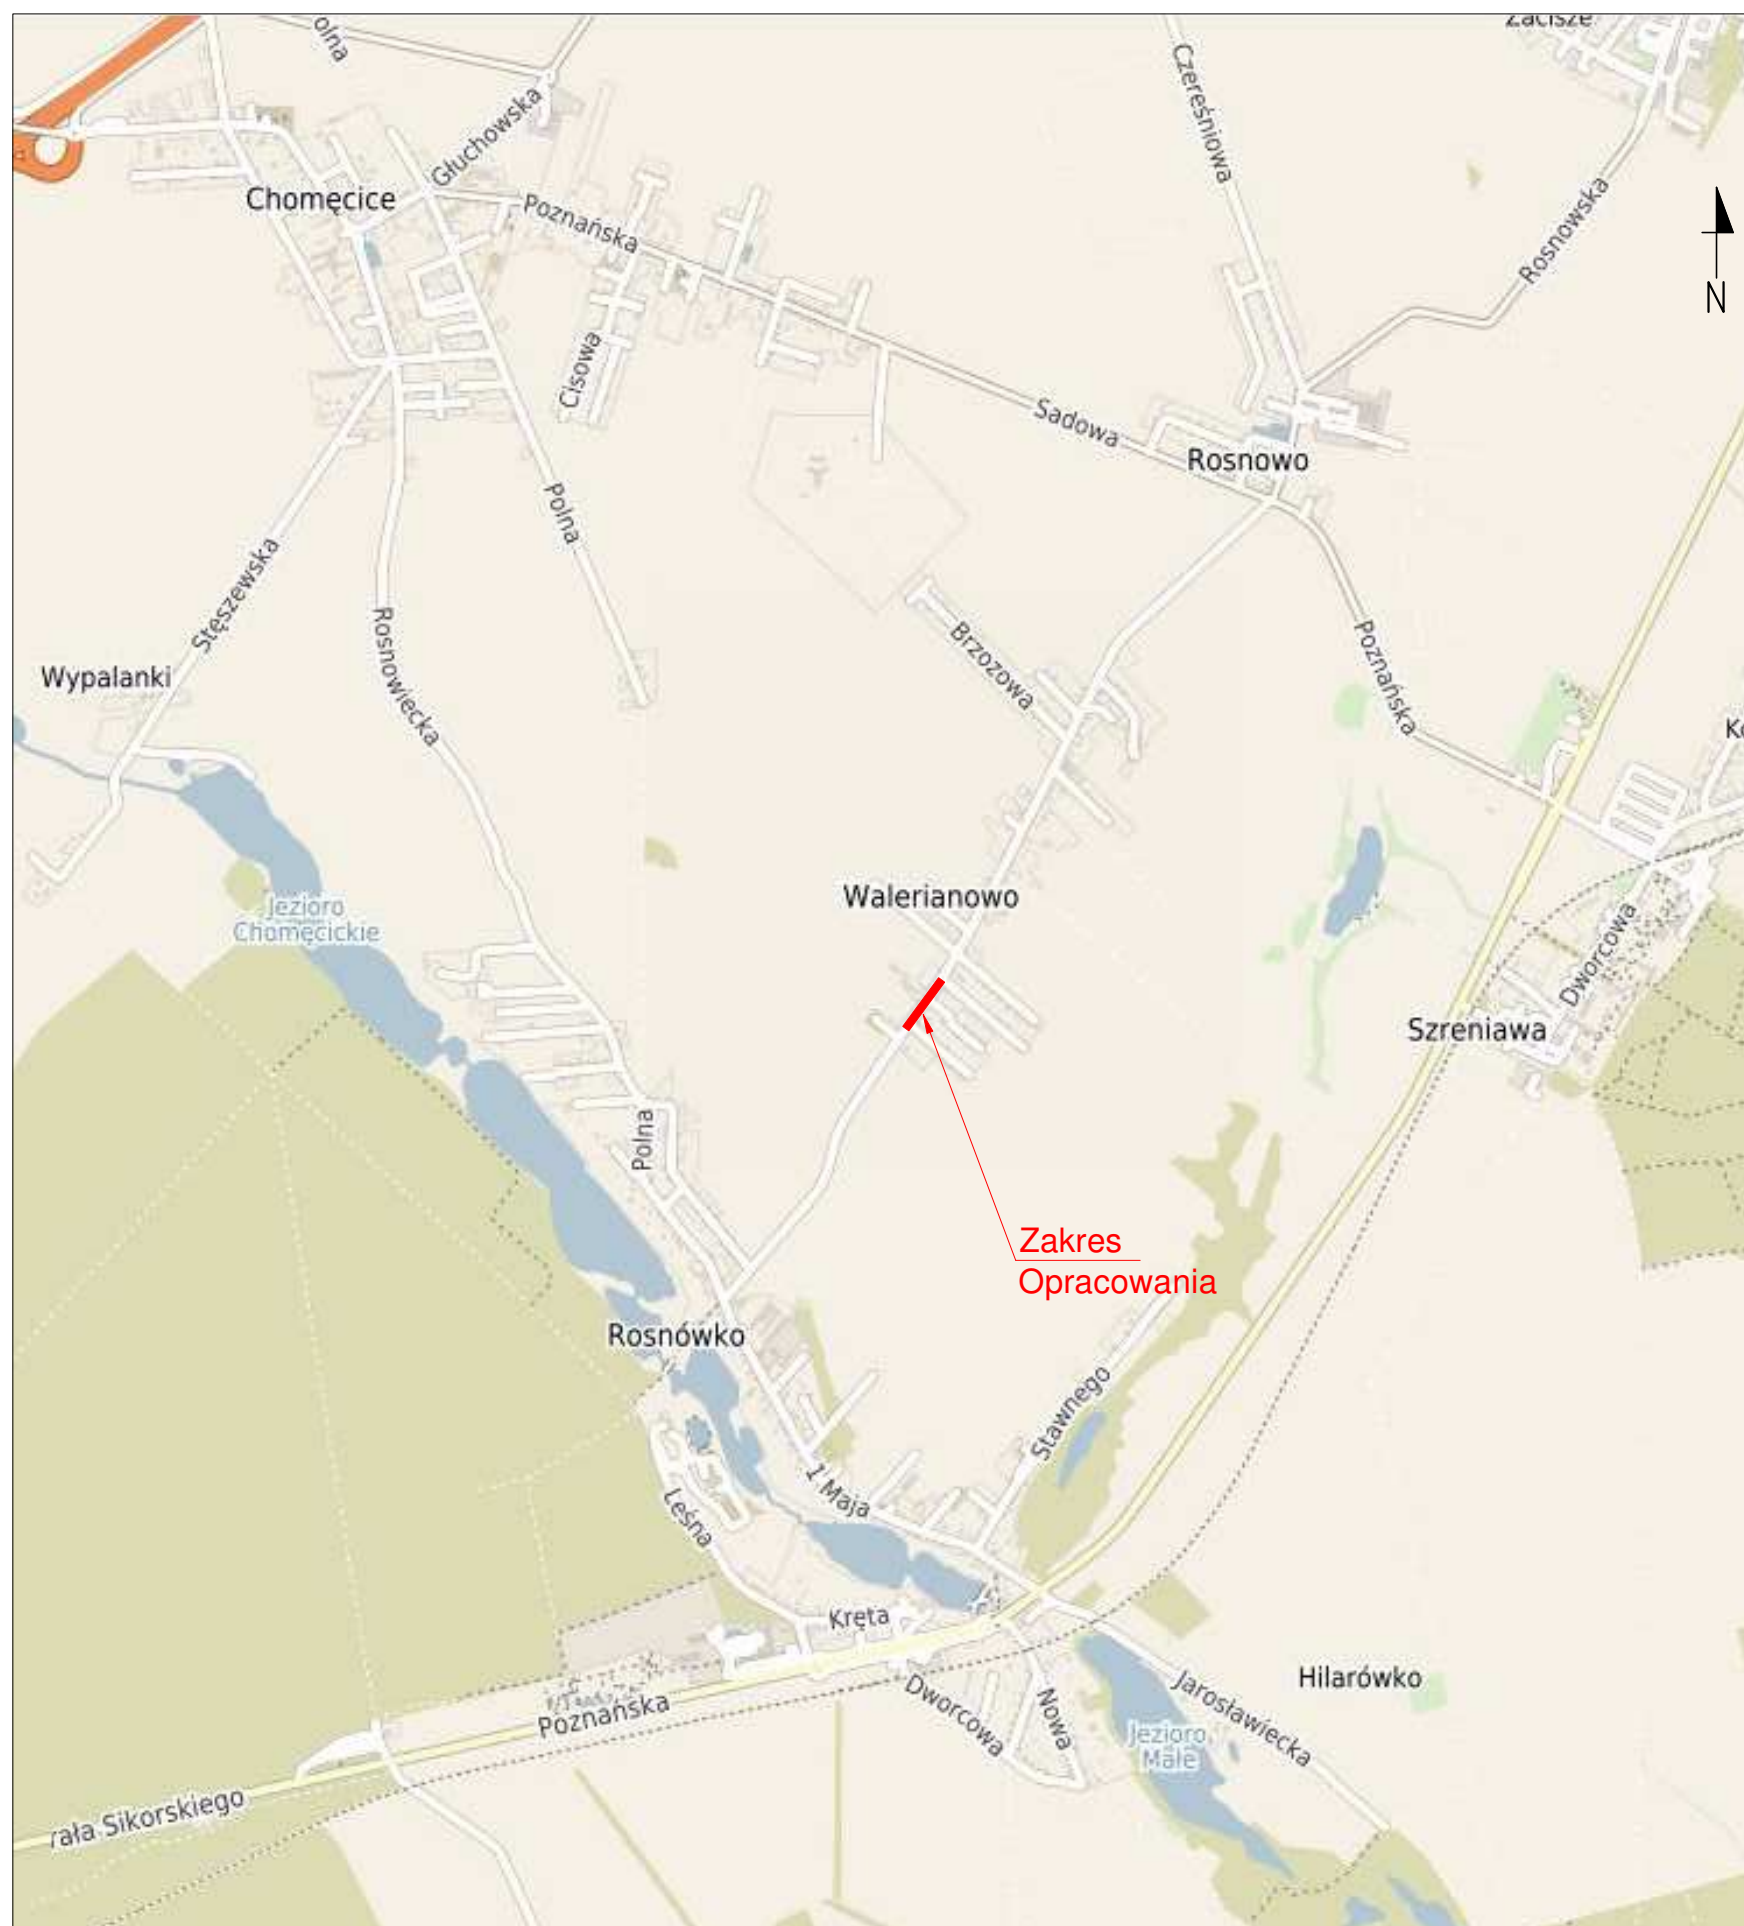 olna
Zacisze
Czereśniowa
Głuchowska
Chomęcice
Poznańska
Rosnowska
N
Cisowa
Sadowa
Rosnowo
Polna
Stęszewska
Rosnowiecka
Brzozowa
Poznańska
Wypalanki
Walerianowo
Jezioro
Chomęcickie
Dworcowa
Szreniawa
Polna
Zakres
Opracowania
Rosnówko
Stawnego
1 Maja
Leśna
Kręta
Hilarówko
Jarosławiecka
Poznańska
Dworcowa
Nowa
Jezioro
Małe
rała Sikorskiego